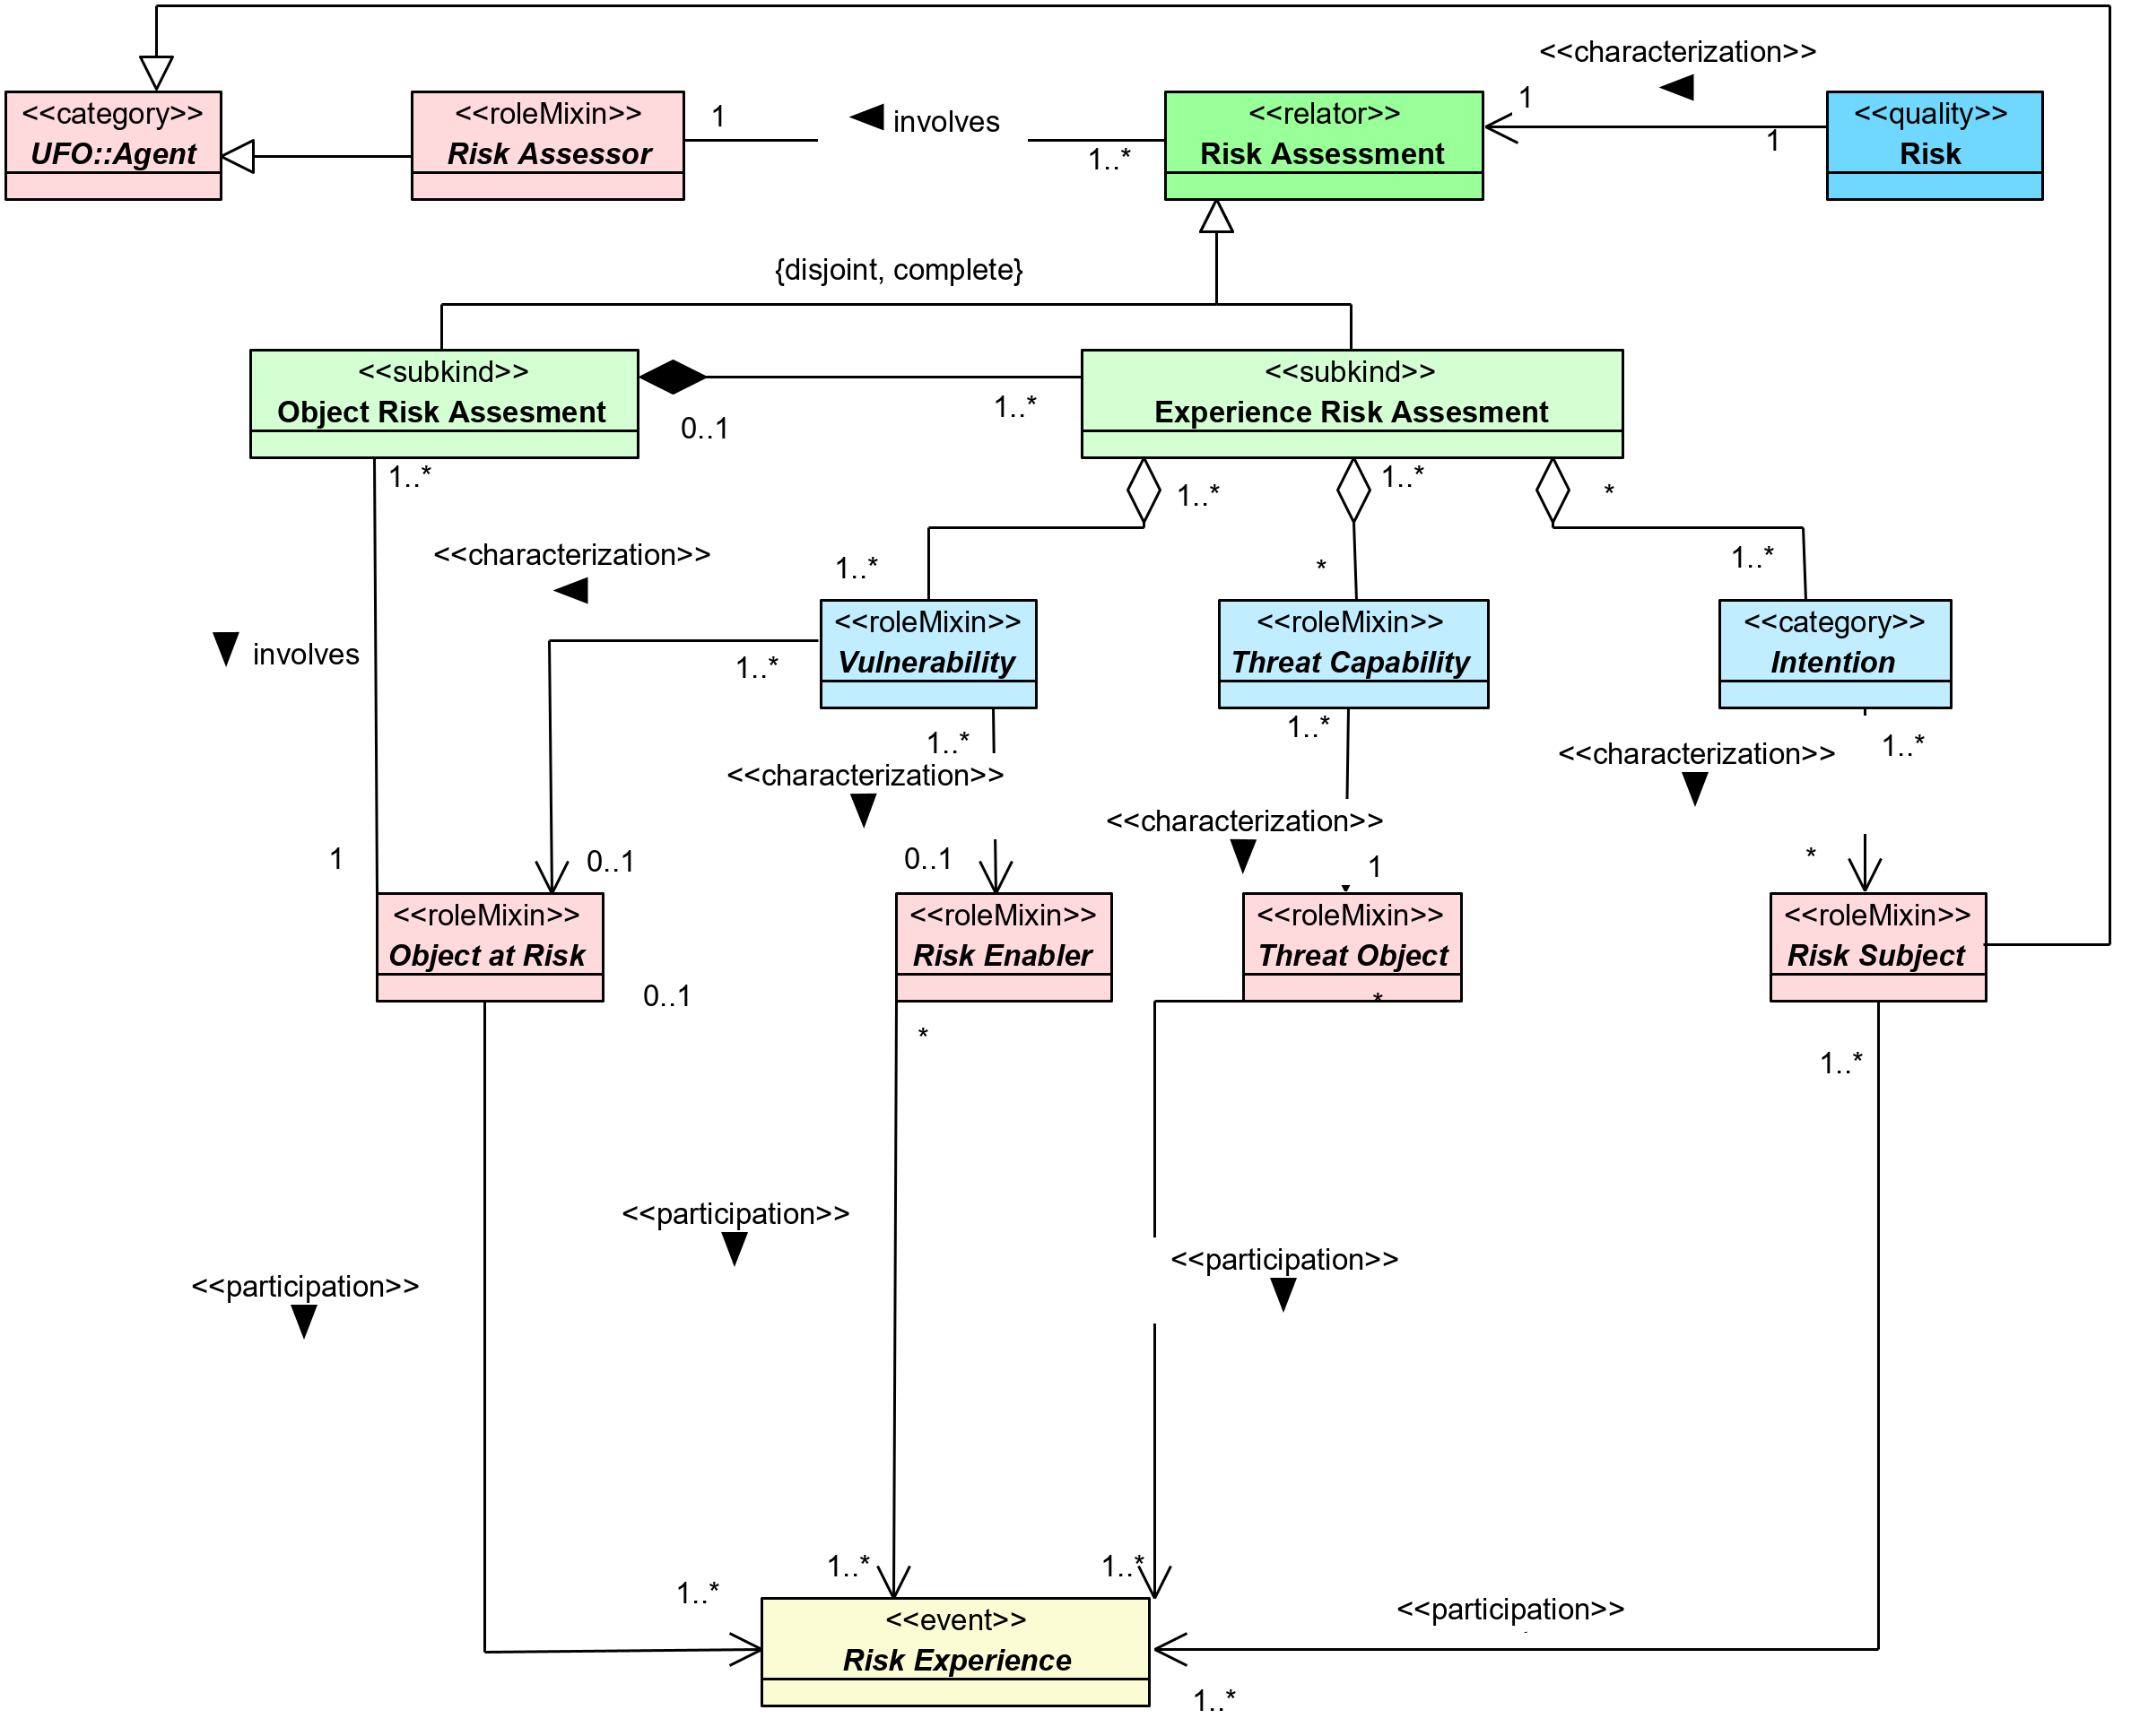 <<characterization>>
<<category>>
UFO::Agent
<<roleMixin>>
Risk Assessor
1
involves
1..*
<<relator>>
Risk Assessment
1
1
<<quality>>
Risk
{disjoint, complete}
<<subkind>>
Object Risk Assesment
0..1
1..*
<<subkind>>
Experience Risk Assesment
1..*
1..*
1..*
*
<<characterization>>
1..*
*
1..*
involves
1..*
<<roleMixin>>
Vulnerability
<<roleMixin>>
Threat Capability
<<category>>
Intention
1..*
1..*
1..*
<<characterization>>
<<characterization>>
<<characterization>>
1
0..1
0..1
1
*
<<roleMixin>>
Object at Risk
<<roleMixin>>
Risk Enabler
<<roleMixin>>
Threat Object
<<roleMixin>>
Risk Subject
0..1
*
*
1..*
<<participation>>
<<participation>>
<<participation>>
1..*
1..*
1..*
<<participation>>
<<event>>
Risk Experience
1..*